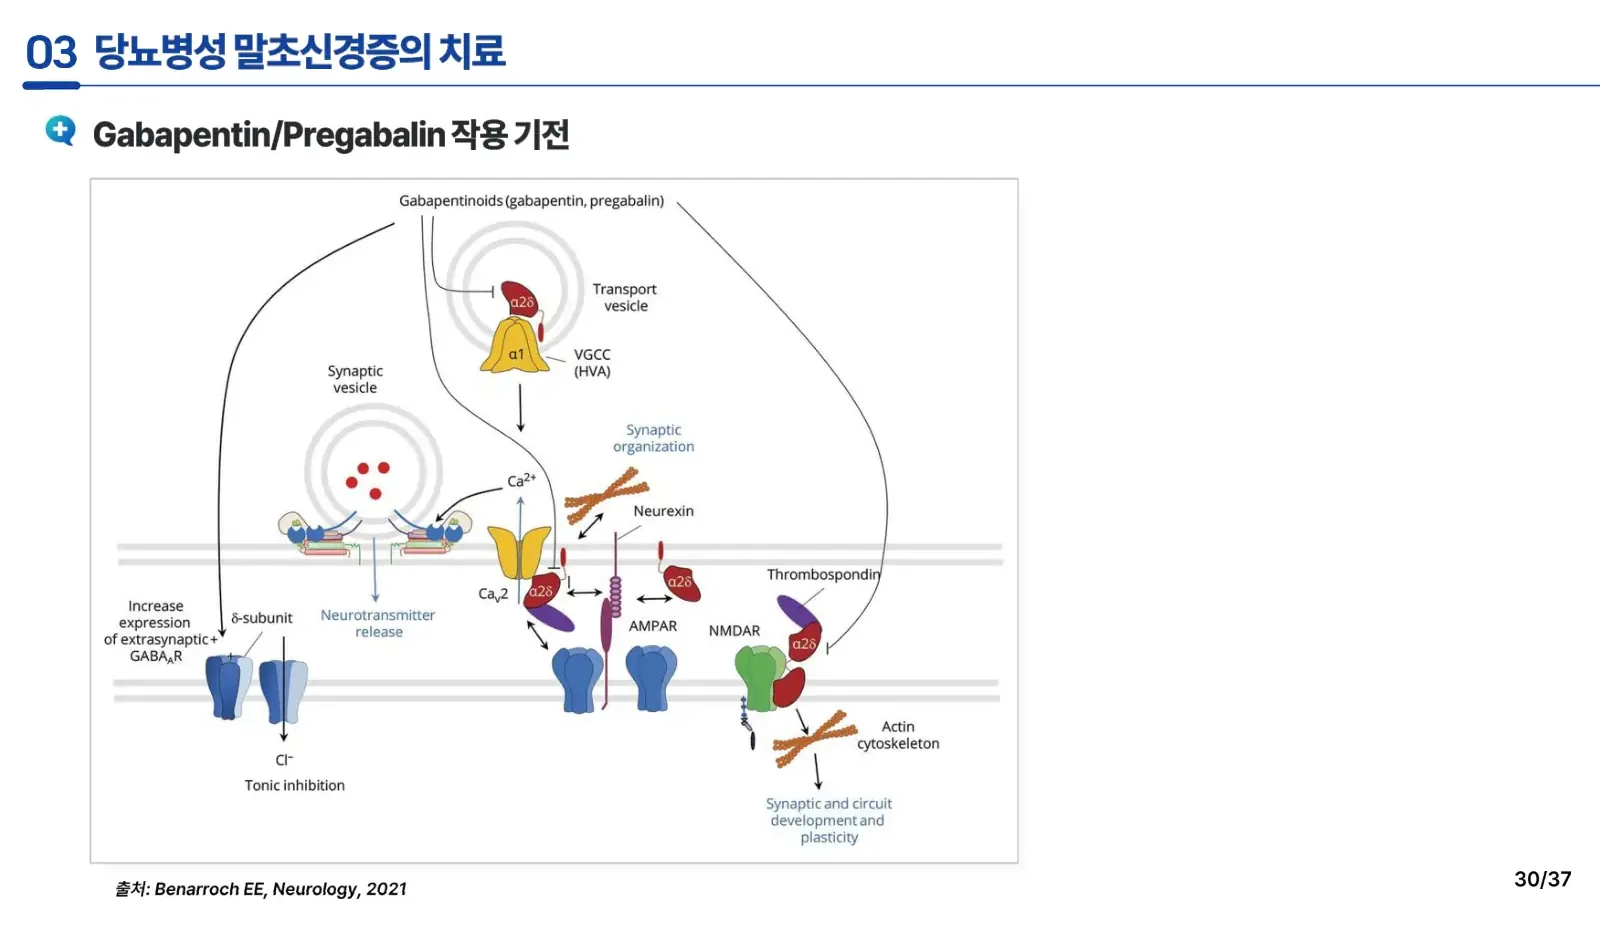 03 당뇨병성 말초신경증의 치료
Gabapentin/Pregabalin 작용 기전
Gabapentinoids (gabapentin, pregabalin)
α2δ
Transport
vesicle
α1
VGCC
(HVA)
Synaptic
vesicle
Synaptic
organization
Ca2+
Neurexin
Thrombospondin
Cav2
α2δ
α2δ
Increase
expression
of extrasynaptic +
GABAAR
δ-subunit
Neurotransmitter
release
AMPAR
NMDAR
α2δ
Actin
cytoskeleton
Cl−
Tonic inhibition
Synaptic and circuit
development and
plasticity
출처: Benarroch EE, Neurology, 2021
30/37